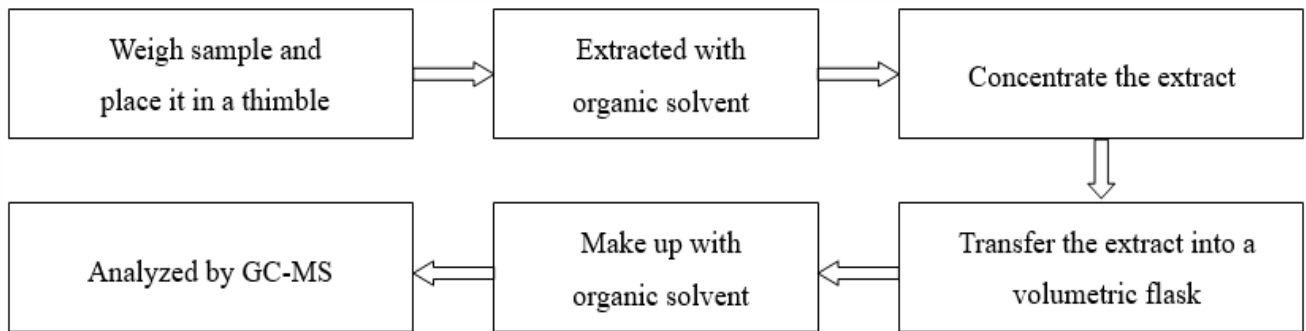 Weigh sample and
place it in a thimble
Extracted with
organic solvent
Concentrate the extract
Transfer the extract into a
volumetric flask
Make up with
organic solvent
Analyzed by GC-MS